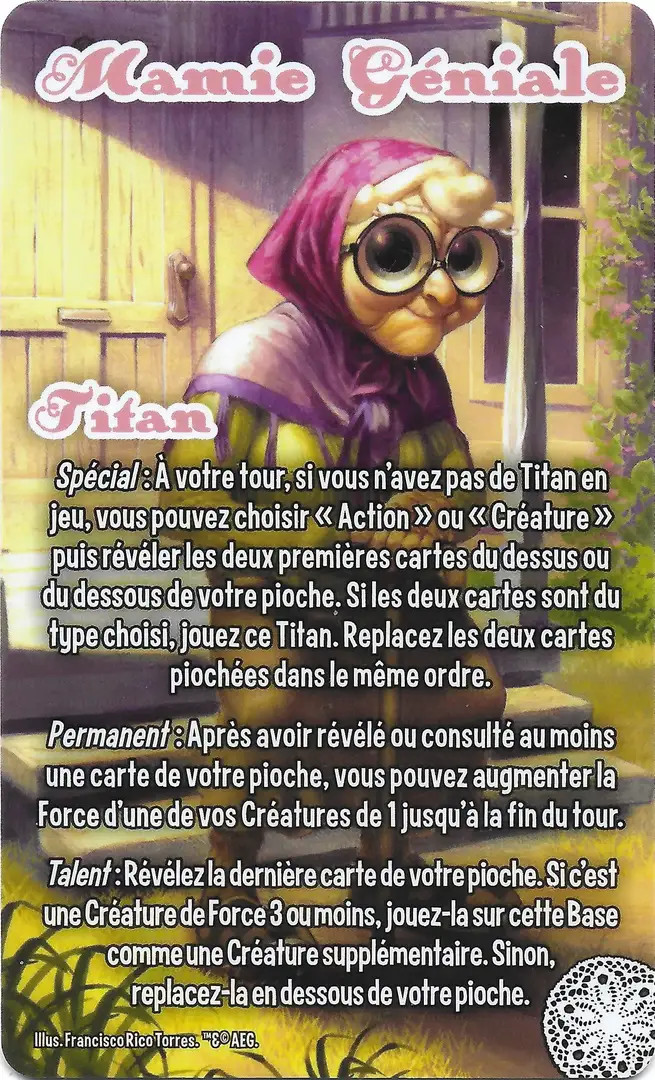 Mamie Géniale
Titan
Spécial : À votre tour, si vous n'avez pas de Titan en
jeu, vous pouvez choisir « Action » ou « Créature »
puis révéler les deux premières cartes du dessus ou
du dessous de votre pioche. Si les deux cartes sont du
type choisi, jouez ce Titan. Replacez les deux cartes
piochées dans le même ordre.
Permanent : Après avoir révélé ou consulté au moins
une carte de votre pioche, vous pouvez augmenter la
Force d'une de vos Créatures de 1 jusqu'à la fin du tour.
Talent : Révélez la dernière carte de votre pioche. Si c'est
une Créature de Force 3 ou moins, jouez-la sur cette Base
comme une Créature supplémentaire. Sinon,
replacez-la en dessous de votre pioche.
Illus. Francisco Rico Torres. ™&© AEG.